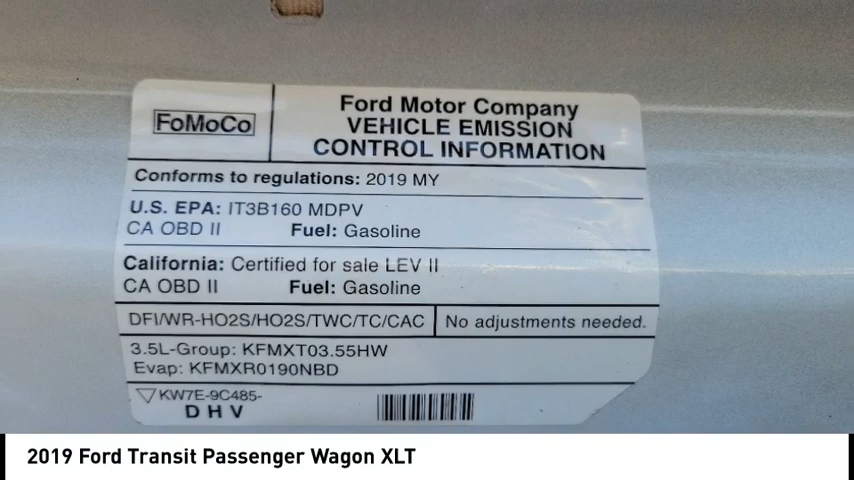 FoMoCo
Ford Motor Company
VEHICLE EMISSION
CONTROL INFORMATION
Conforms to regulations: 2019 MY
U.S. EPA: IT3B160 MDPV
CA OBD II Fuel: Gasoline
California: Certified for sale LEV II
CA OBD II Fuel: Gasoline
DFI/WR-HO2S/HO2S/TWC/TC/CAC No adjustments needed.
3.5L-Group: KFMXT03.55HW
Evap: KFMXR0190NBD
KW7E-9C485-
D H V
2019 Ford Transit Passenger Wagon XLT